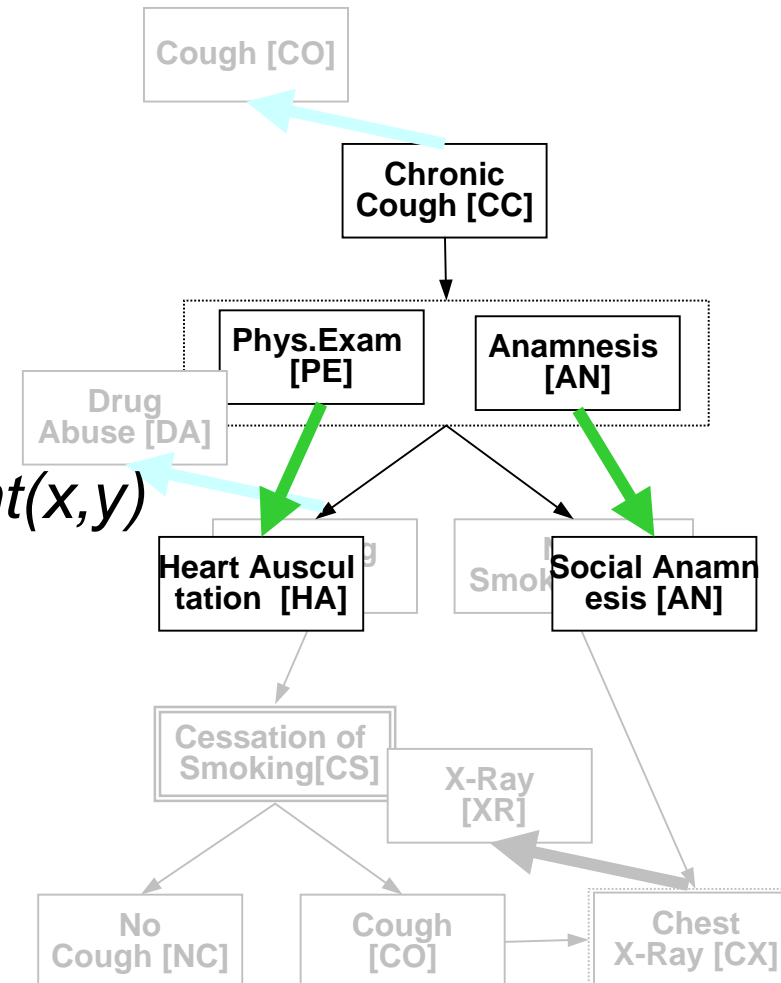 Cough [CO]
Chronic
Cough [CC]
Phys.Exam
[PE]
Anamnesis
[AN]
Drug
Abuse [DA]
t(x,y)
Heart Auscul
tation [HA]
Smok
Social Anamn
esis [AN]
Cessation of
Smoking[CS]
X-Ray
[XR]
No
Cough [NC]
Cough
[CO]
Chest
X-Ray [CX]